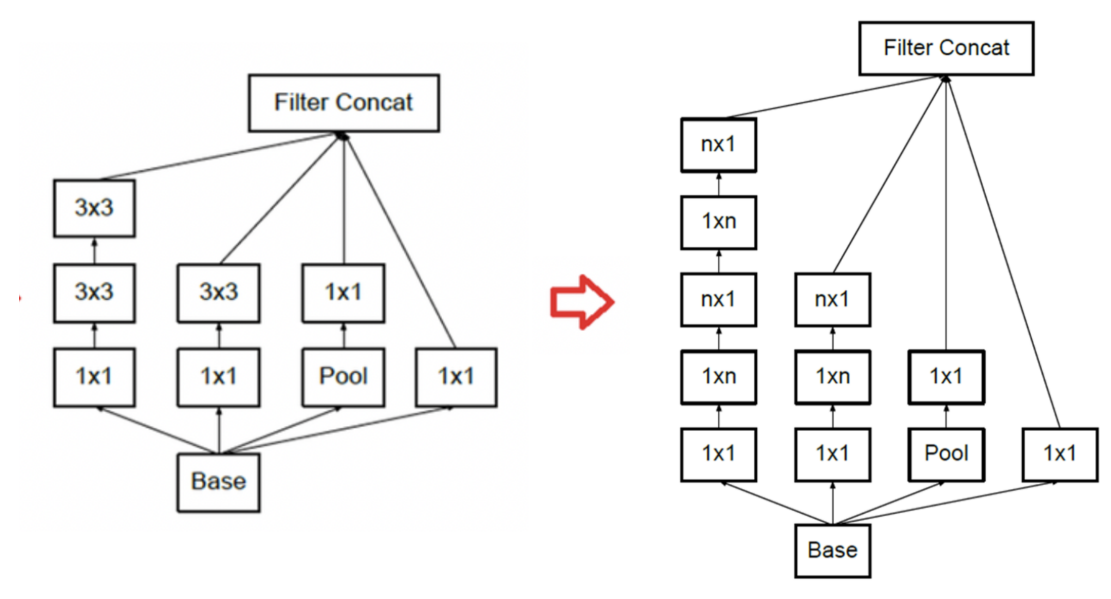 Filter Concat
3x3
3x3
3x3
1x1
1x1
1x1
Pool
1x1
Base
Filter Concat
nx1
1xn
nx1
nx1
1xn
1xn
1x1
1x1
1x1
Pool
1x1
Base